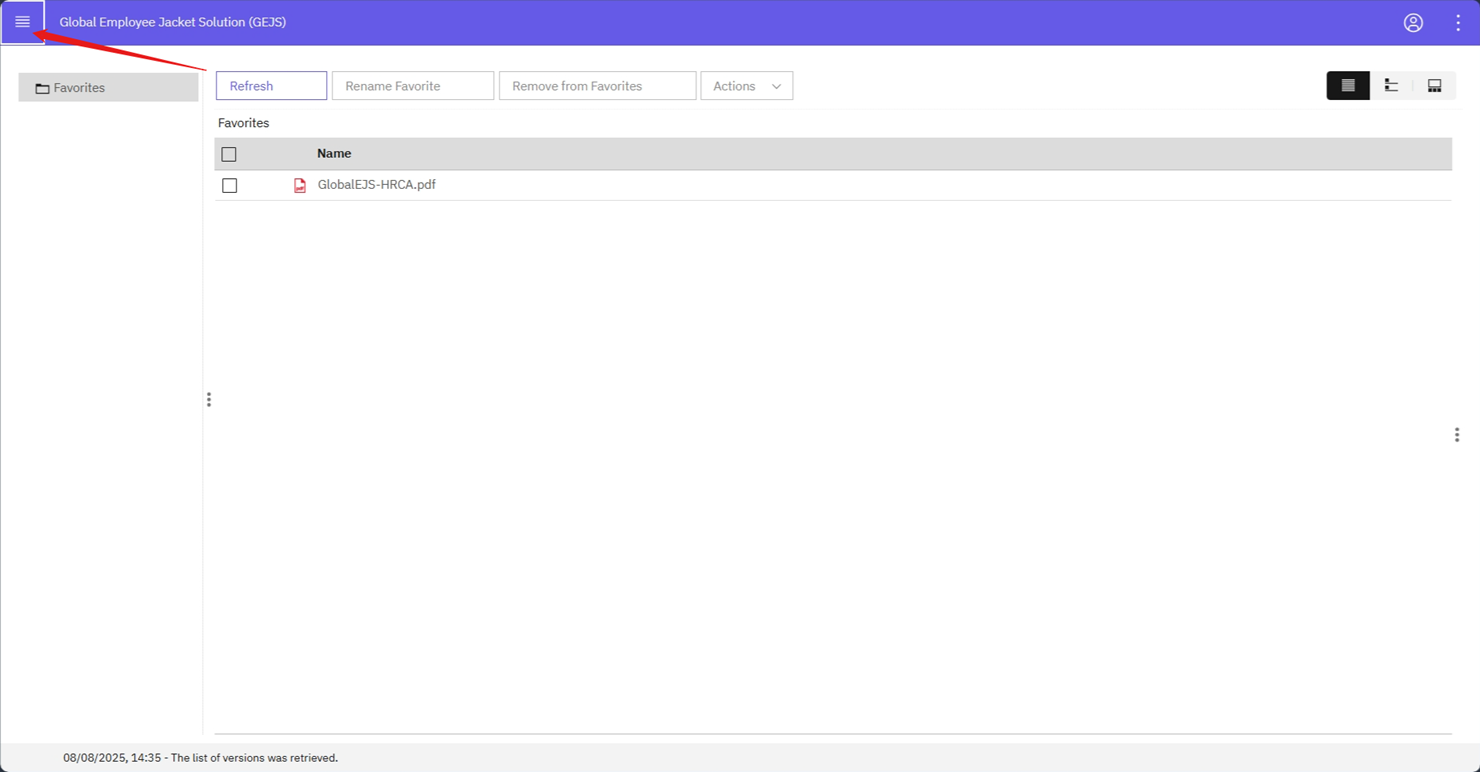 Global Employee Jacket Solution (GEJS)
Favorites
Refresh
Rename Favorite
Remove from Favorites
Actions
Favorites
Name
GlobalEJS-HRCA.pdf
08/08/2025, 14:35 - The list of versions was retrieved.